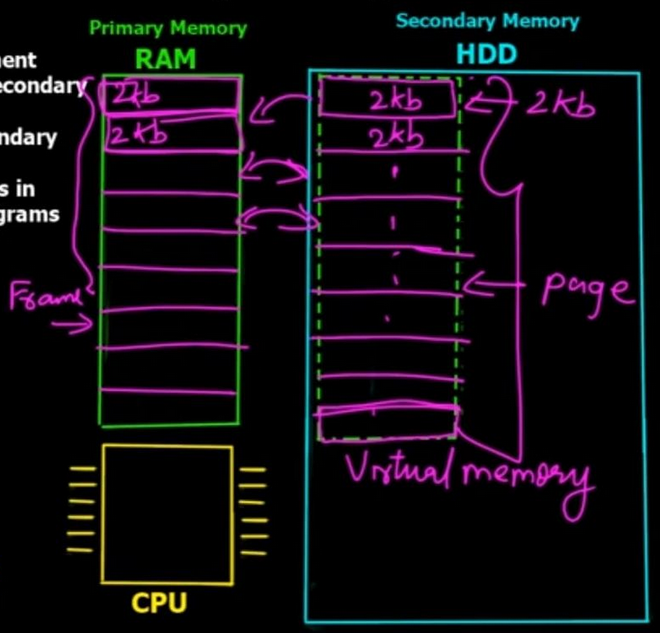 Primary Memory
Secondary Memory
RAM
HDD
ent
econdary
ndary
s in
grams
2kb
2kb
2kb
2kb
2kb
Frame
page
Virtual memory
CPU